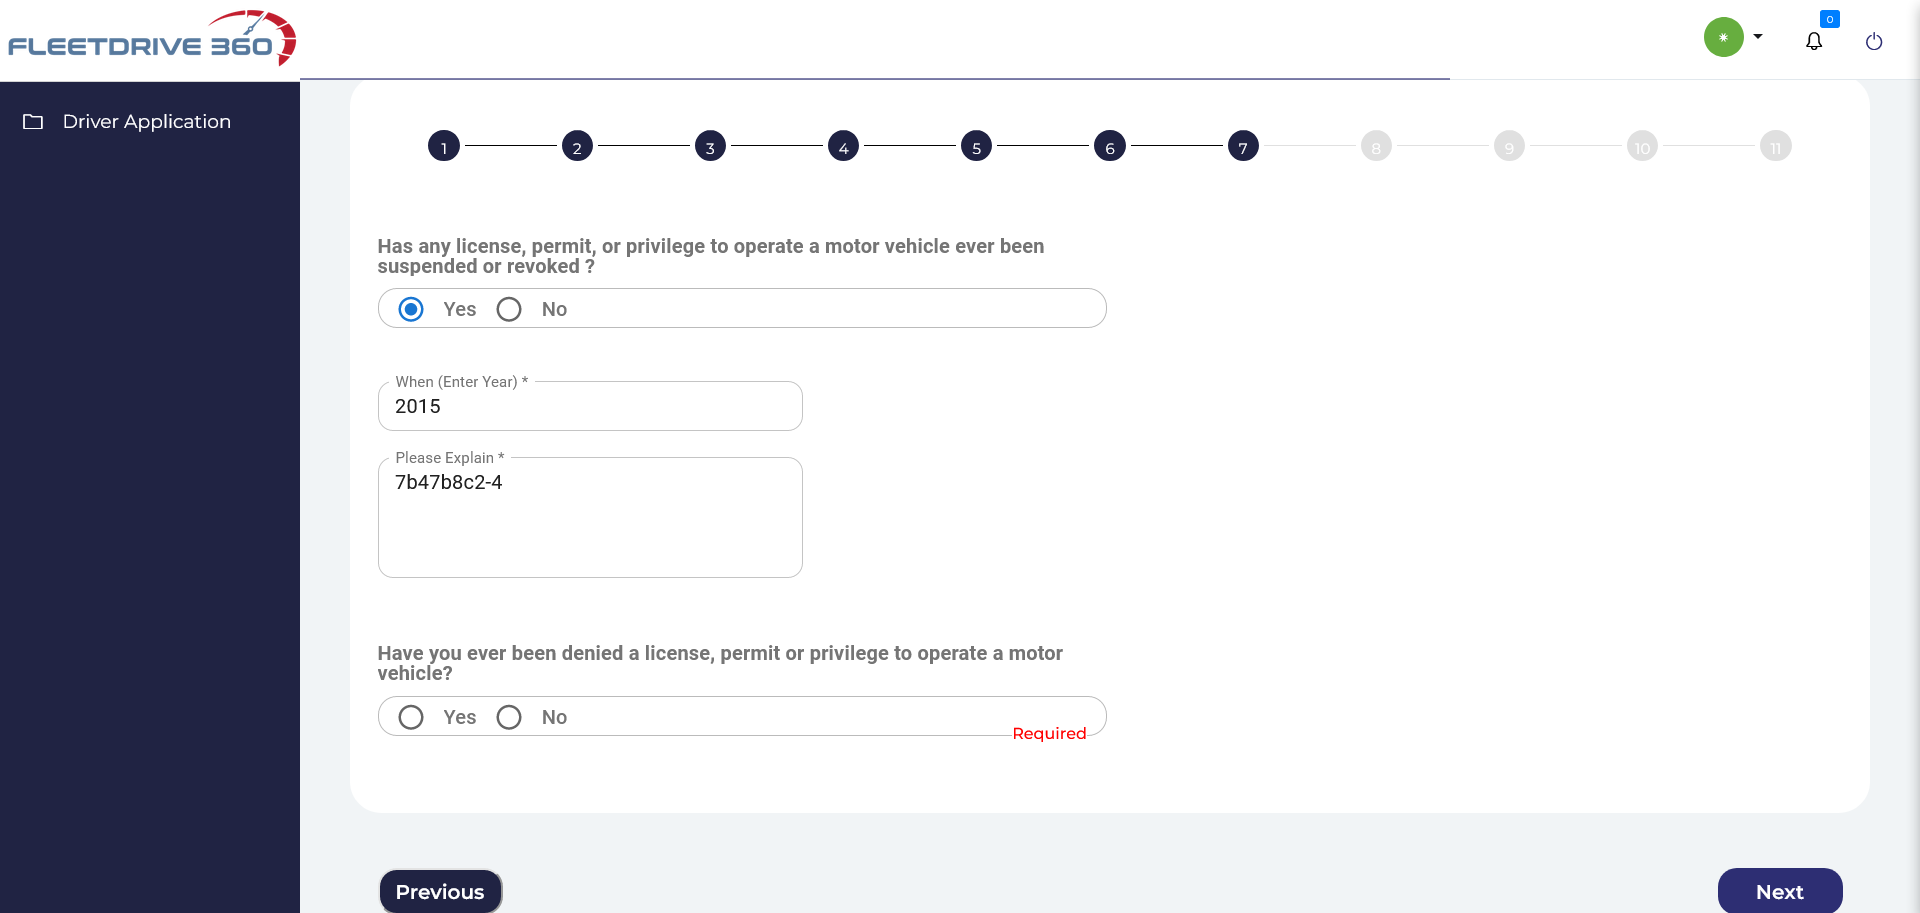 FLEETDRIVE 360
0
Driver Application
1 2 3 4 5 6 7 8 9 10 11
Has any license, permit, or privilege to operate a motor vehicle ever been
suspended or revoked ?
Yes No
When (Enter Year) *
2015
Please Explain *
7b47b8c2-4
Have you ever been denied a license, permit or privilege to operate a motor
vehicle?
Yes No
Required
Previous Next